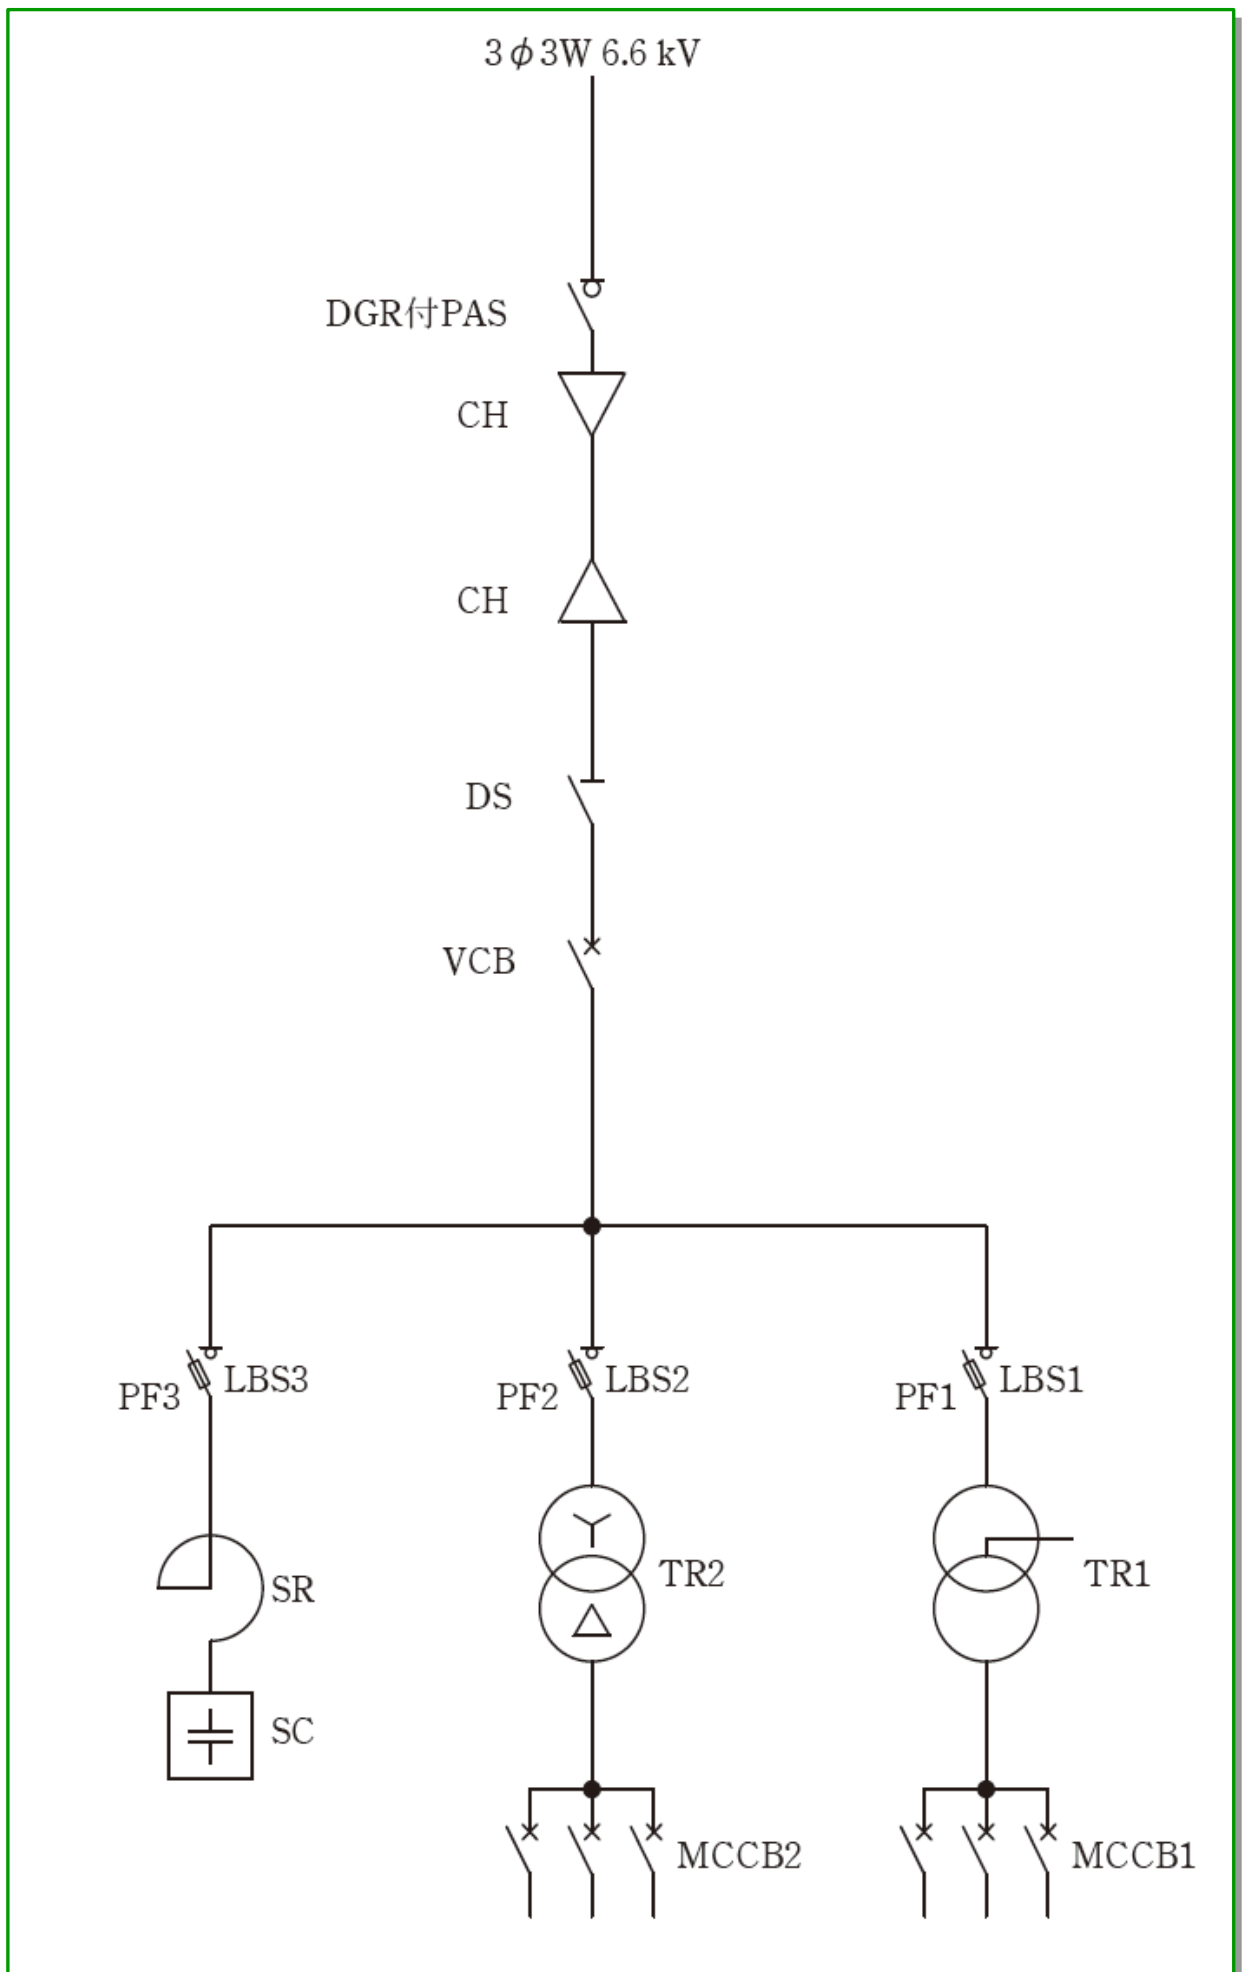 3φ3W 6.6 kV
DGR付PAS
CH
CH
DS
VCB
PF3 LBS3
PF2 LBS2
PF1 LBS1
SR
TR2
TR1
SC
MCCB2
MCCB1